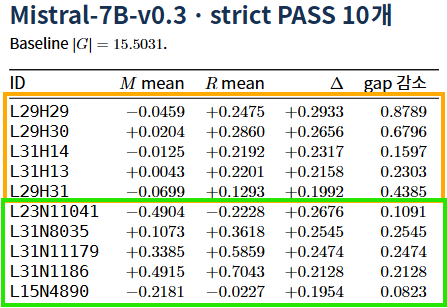 Mistral-7B-v0.3 · strict PASS 10개
Baseline |G| = 15.5031.
ID M mean R mean Δ gap 감소
L29H29 −0.0459 +0.2475 +0.2933 0.8789
L29H30 +0.0204 +0.2860 +0.2656 0.6796
L31H14 −0.0125 +0.2192 +0.2317 0.1597
L31H13 +0.0043 +0.2201 +0.2158 0.2303
L29H31 −0.0699 +0.1293 +0.1992 0.4385
L23N11041 −0.4904 −0.2228 +0.2676 0.1091
L31N8035 +0.1073 +0.3618 +0.2545 0.2545
L31N11179 +0.3385 +0.5859 +0.2474 0.2474
L31N1186 +0.4915 +0.7043 +0.2128 0.2128
L15N4890 −0.2181 −0.0227 +0.1954 0.0823